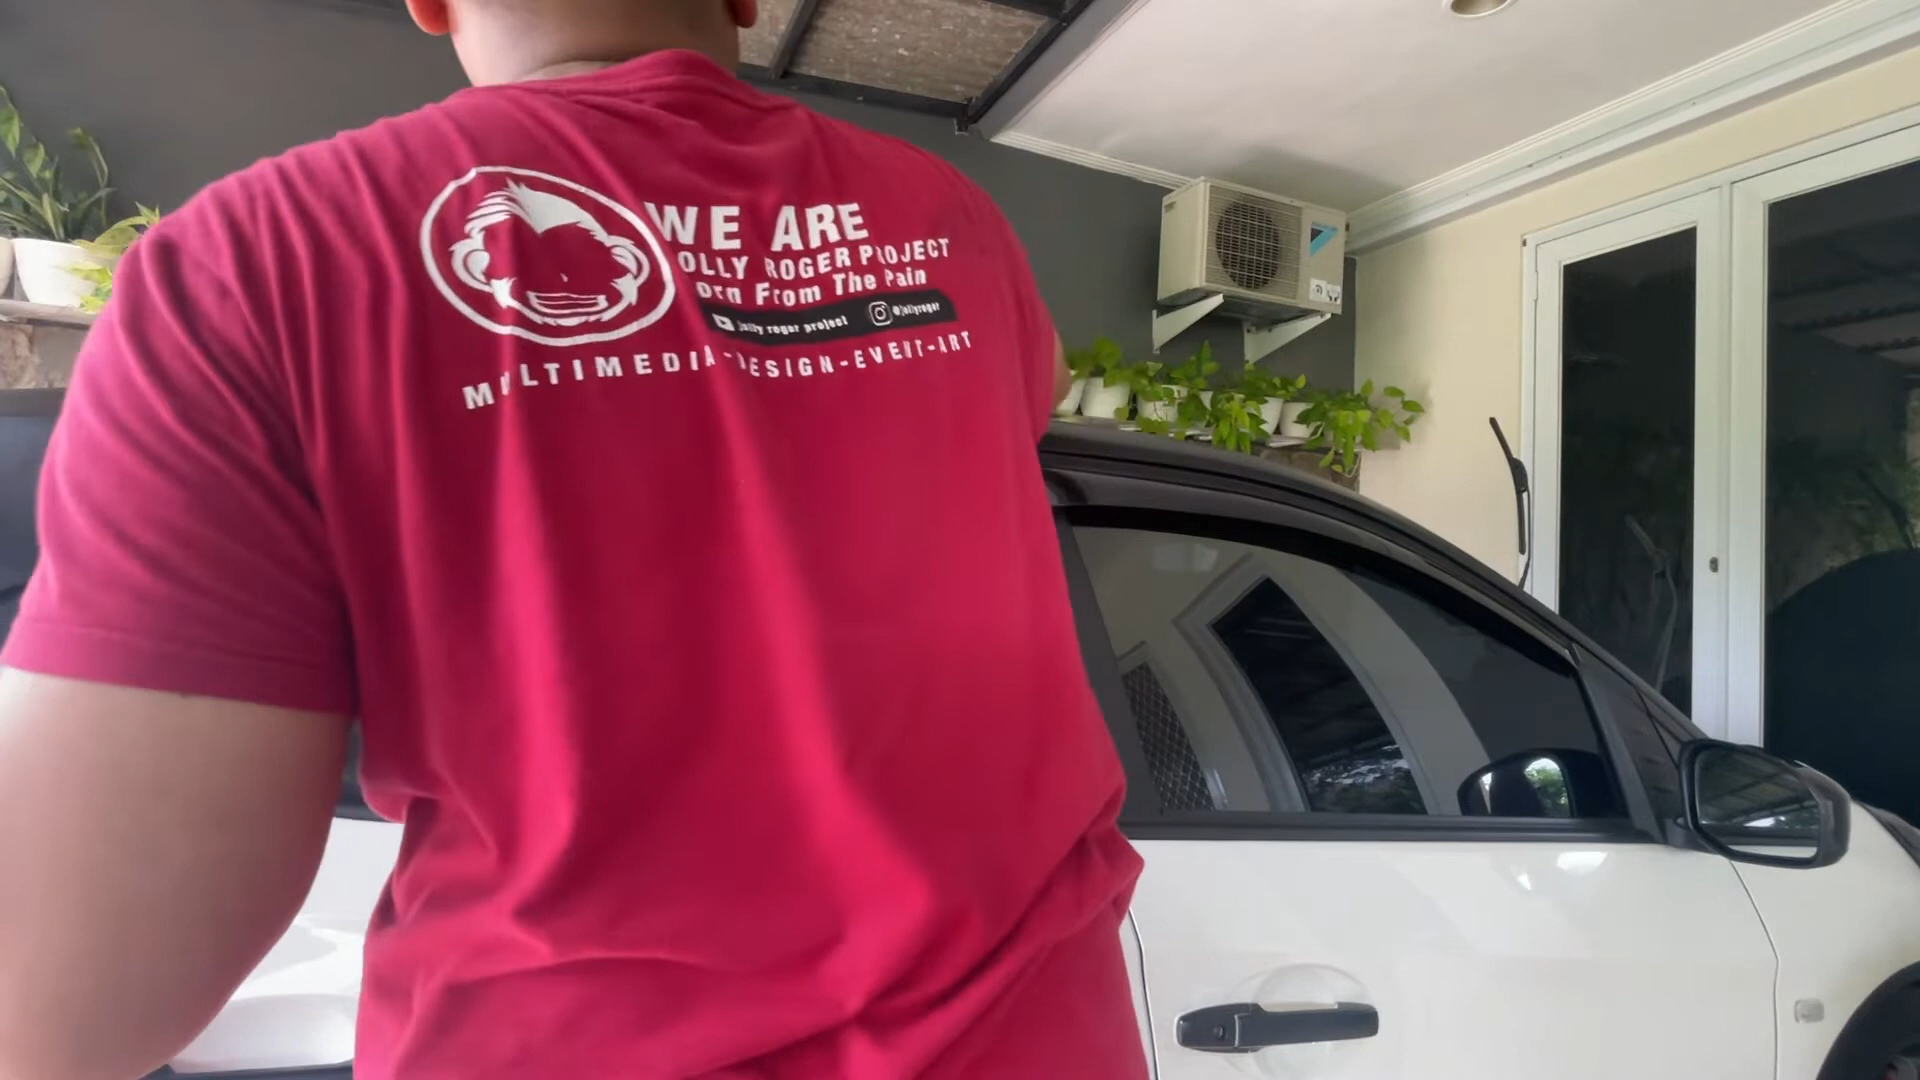 WE ARE
OLLY ROGER PROJECT
orn From The Pain
jolly roger project @jollyroger
MULTIMEDIA-DESIGN-EVENT-ART